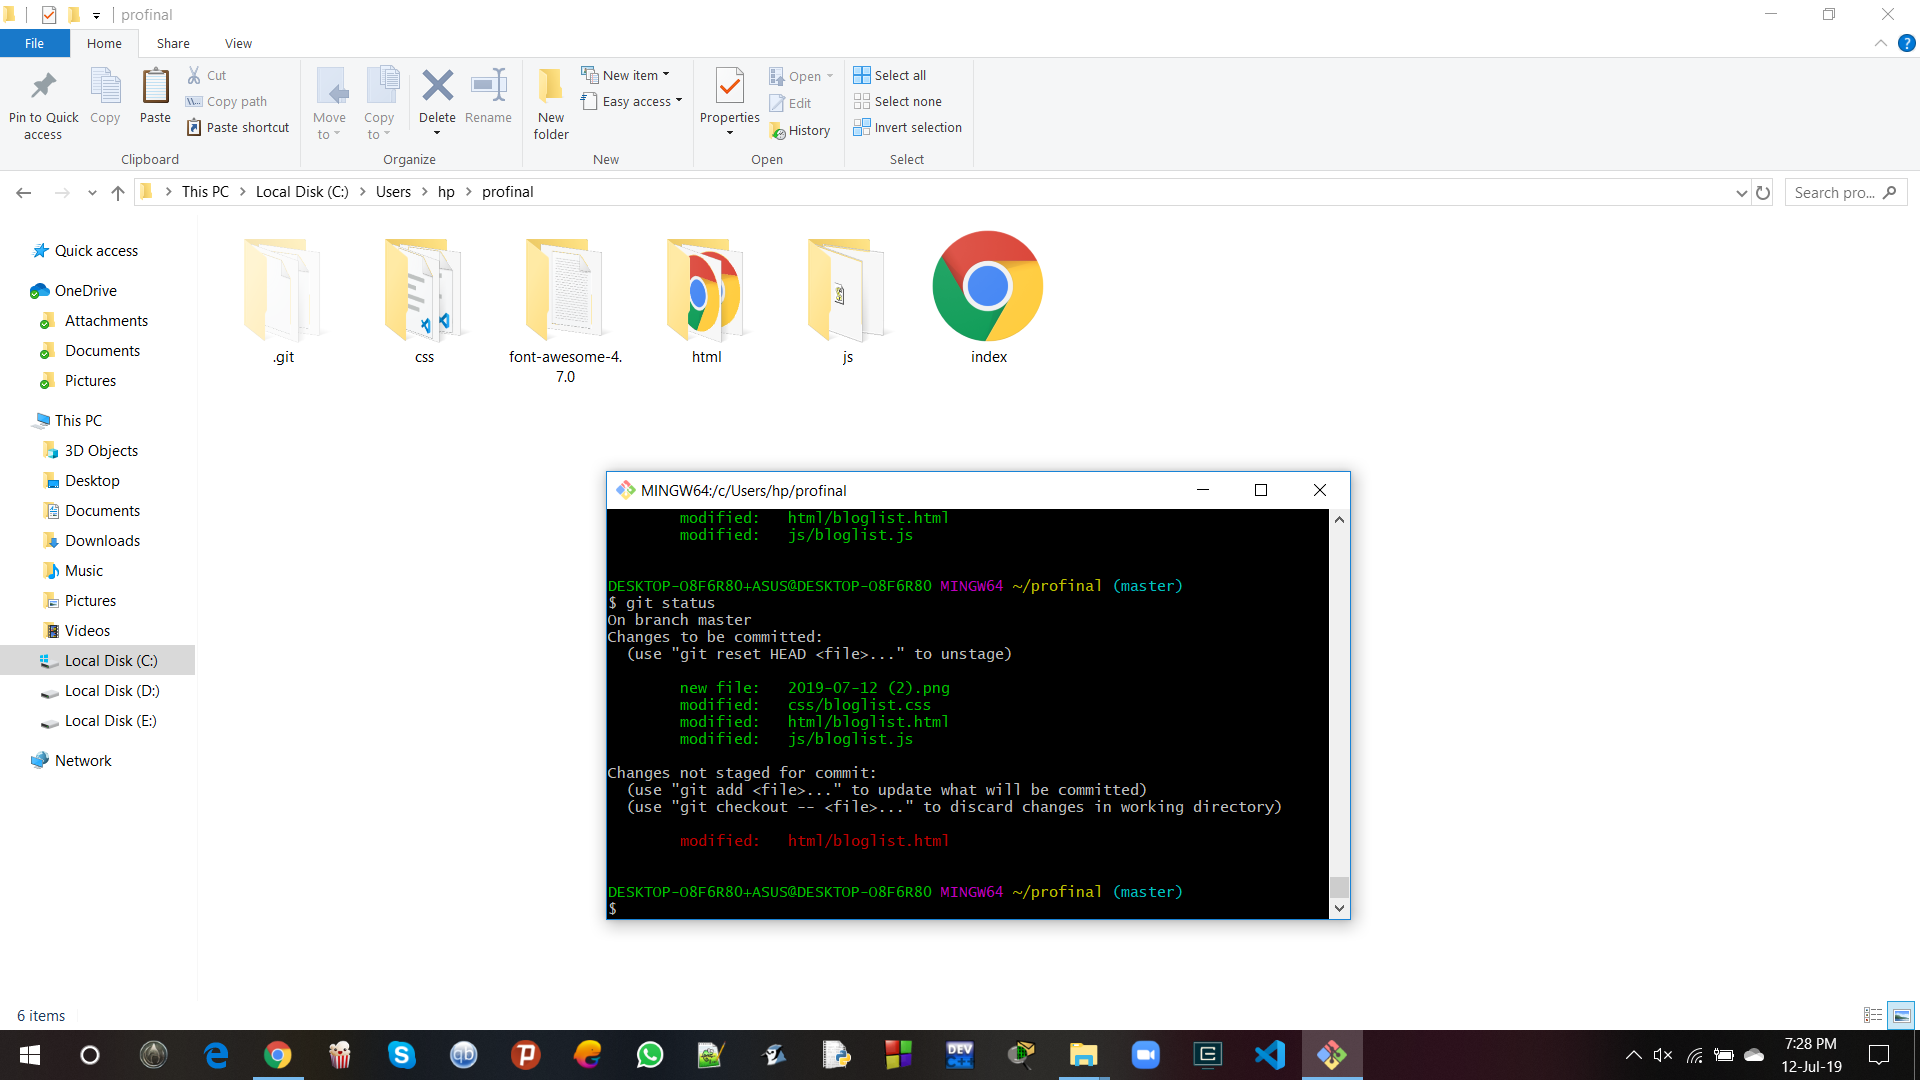 profinal
File
Home
Share
View
Pin to Quick access
Copy
Paste
Cut
Copy path
Paste shortcut
Clipboard
Move to
Copy to
Delete
Rename
Organize
New folder
New item
Easy access
New
Properties
Open
Edit
History
Open
Select all
Select none
Invert selection
Select
This PC > Local Disk (C:) > Users > hp > profinal
Search pro...
Quick access
OneDrive
Attachments
Documents
Pictures
This PC
3D Objects
Desktop
Documents
Downloads
Music
Pictures
Videos
Local Disk (C:)
Local Disk (D:)
Local Disk (E:)
Network
.git
css
font-awesome-4.
7.0
html
js
index
MINGW64:/c/Users/hp/profinal
modified:   html/bloglist.html
modified:   js/bloglist.js
DESKTOP-O8F6R8O+ASUS@DESKTOP-O8F6R8O MINGW64 ~/profinal (master)
$ git status
On branch master
Changes to be committed:
(use "git reset HEAD <file>..." to unstage)
new file:   2019-07-12 (2).png
modified:   css/bloglist.css
modified:   html/bloglist.html
modified:   js/bloglist.js
Changes not staged for commit:
(use "git add <file>..." to update what will be committed)
(use "git checkout -- <file>..." to discard changes in working directory)
modified:   html/bloglist.html
DESKTOP-O8F6R8O+ASUS@DESKTOP-O8F6R8O MINGW64 ~/profinal (master)
$
6 items
qb
DEV
C++
7:28 PM
12-Jul-19